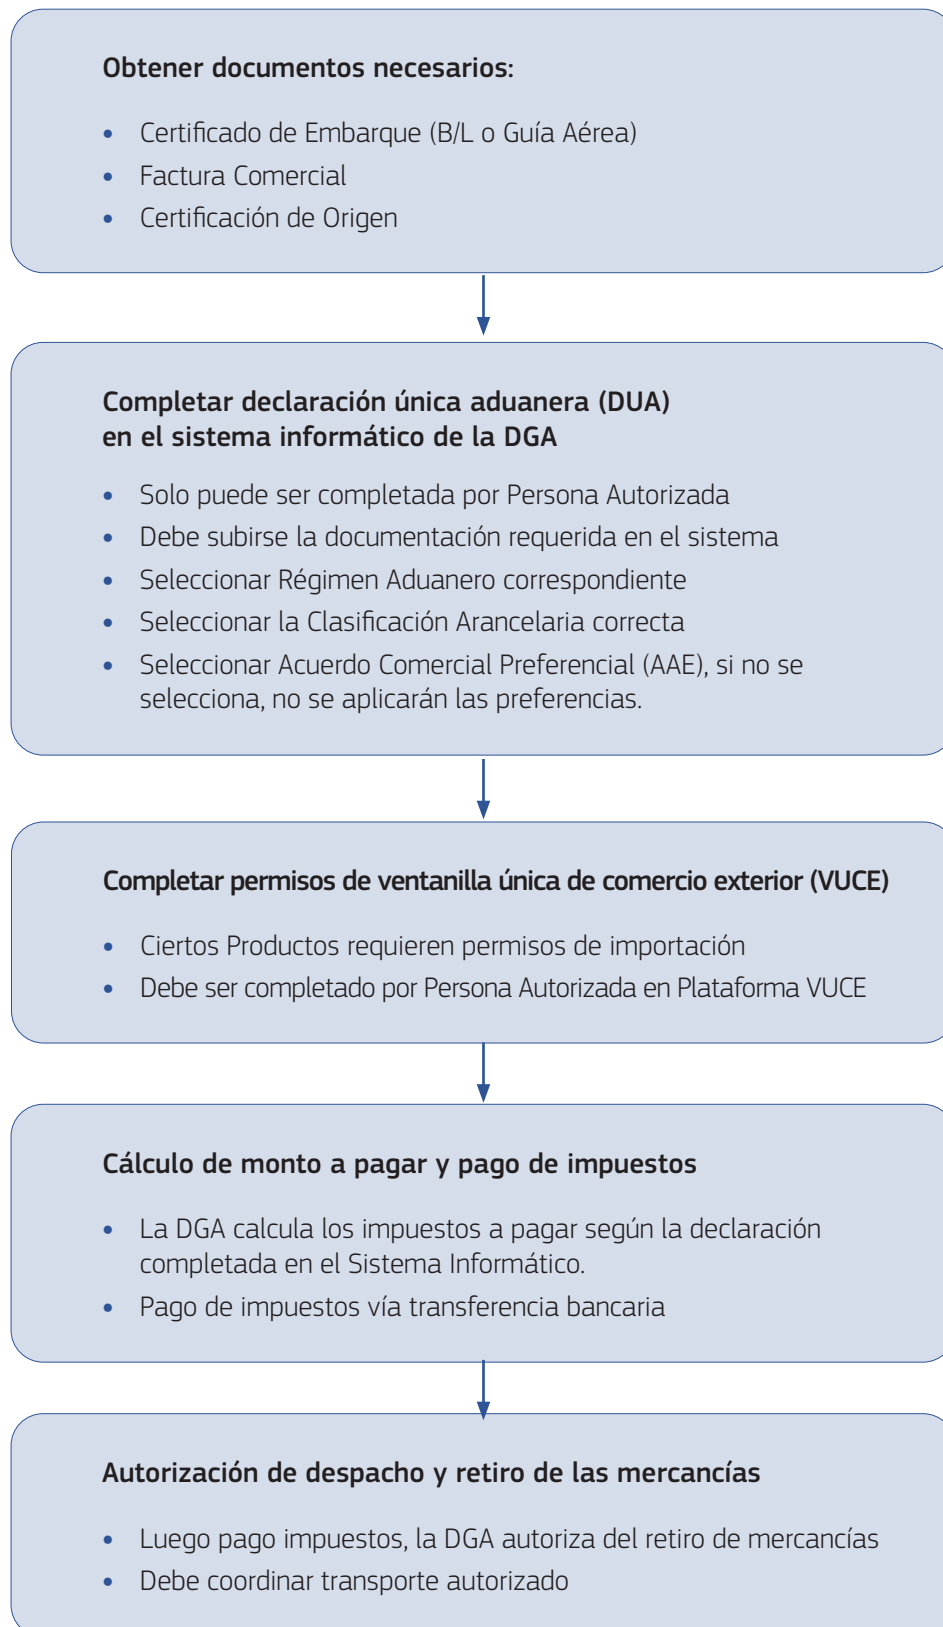 Obtener documentos necesarios:
• Certificado de Embarque (B/L o Guía Aérea)
• Factura Comercial
• Certificación de Origen
Completar declaración única aduanera (DUA)
en el sistema informático de la DGA
• Solo puede ser completada por Persona Autorizada
• Debe subirse la documentación requerida en el sistema
• Seleccionar Régimen Aduanero correspondiente
• Seleccionar la Clasificación Arancelaria correcta
• Seleccionar Acuerdo Comercial Preferencial (AAE), si no se
selecciona, no se aplicarán las preferencias.
Completar permisos de ventanilla única de comercio exterior (VUCE)
• Ciertos Productos requieren permisos de importación
• Debe ser completado por Persona Autorizada en Plataforma VUCE
Cálculo de monto a pagar y pago de impuestos
• La DGA calcula los impuestos a pagar según la declaración
completada en el Sistema Informático.
• Pago de impuestos vía transferencia bancaria
Autorización de despacho y retiro de las mercancías
• Luego pago impuestos, la DGA autoriza del retiro de mercancías
• Debe coordinar transporte autorizado